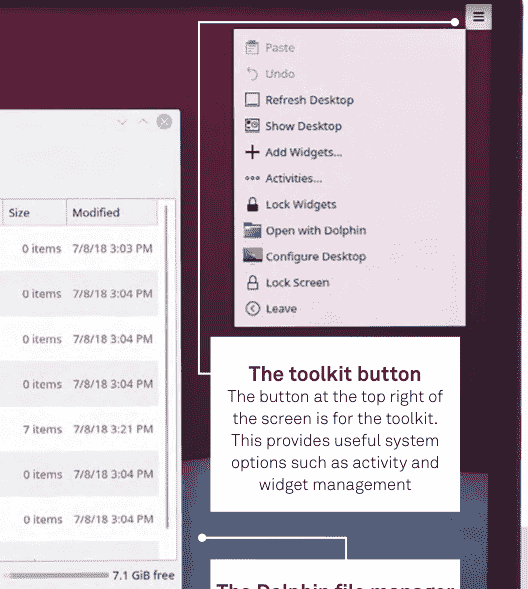 Paste
Undo
Refresh Desktop
Show Desktop
Add Widgets...
Activities...
Lock Widgets
Open with Dolphin
Configure Desktop
Lock Screen
Leave
Size Modified
0 items 7/8/18 3:03 PM
0 items 7/8/18 3:04 PM
0 items 7/8/18 3:04 PM
0 items 7/8/18 3:04 PM
7 items 7/8/18 3:21 PM
0 items 7/8/18 3:04 PM
0 items 7/8/18 3:04 PM
7.1 GiB free
The toolkit button
The button at the top right of
the screen is for the toolkit.
This provides useful system
options such as activity and
widget management
The Dolphin file manager